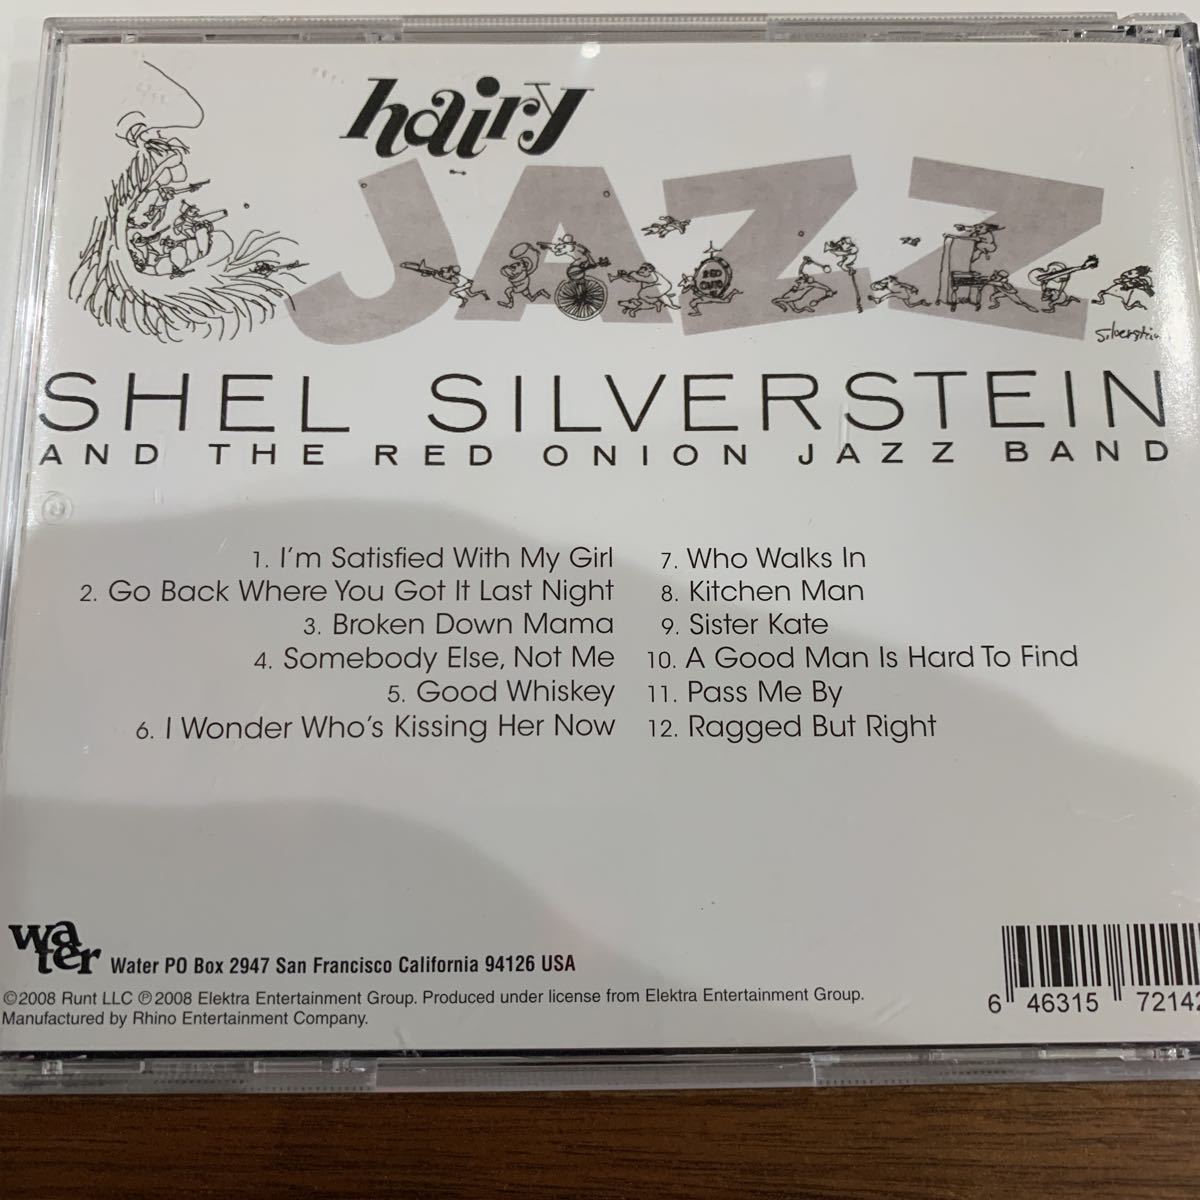 hairy
JAZZ
Silverstein
SHEL SILVERSTEIN
AND THE RED ONION JAZZ BAND
1. I'm Satisfied With My Girl
2. Go Back Where You Got It Last Night
3. Broken Down Mama
4. Somebody Else, Not Me
5. Good Whiskey
6. I Wonder Who's Kissing Her Now
7. Who Walks In
8. Kitchen Man
9. Sister Kate
10. A Good Man Is Hard To Find
11. Pass Me By
12. Ragged But Right
water
Water PO Box 2947 San Francisco California 94126 USA
©2008 Runt LLC ℗2008 Elektra Entertainment Group. Produced under license from Elektra Entertainment Group.
Manufactured by Rhino Entertainment Company.
6 46315 72142